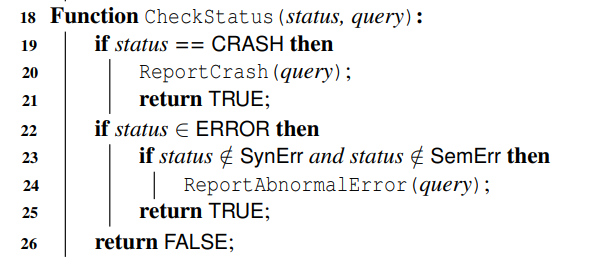 18 Function CheckStatus(status, query):
19 if status == CRASH then
20 ReportCrash(query);
21 return TRUE;
22 if status ∈ ERROR then
23 if status ∉ SynErr and status ∉ SemErr then
24 ReportAbnormalError(query);
25 return TRUE;
26 return FALSE;